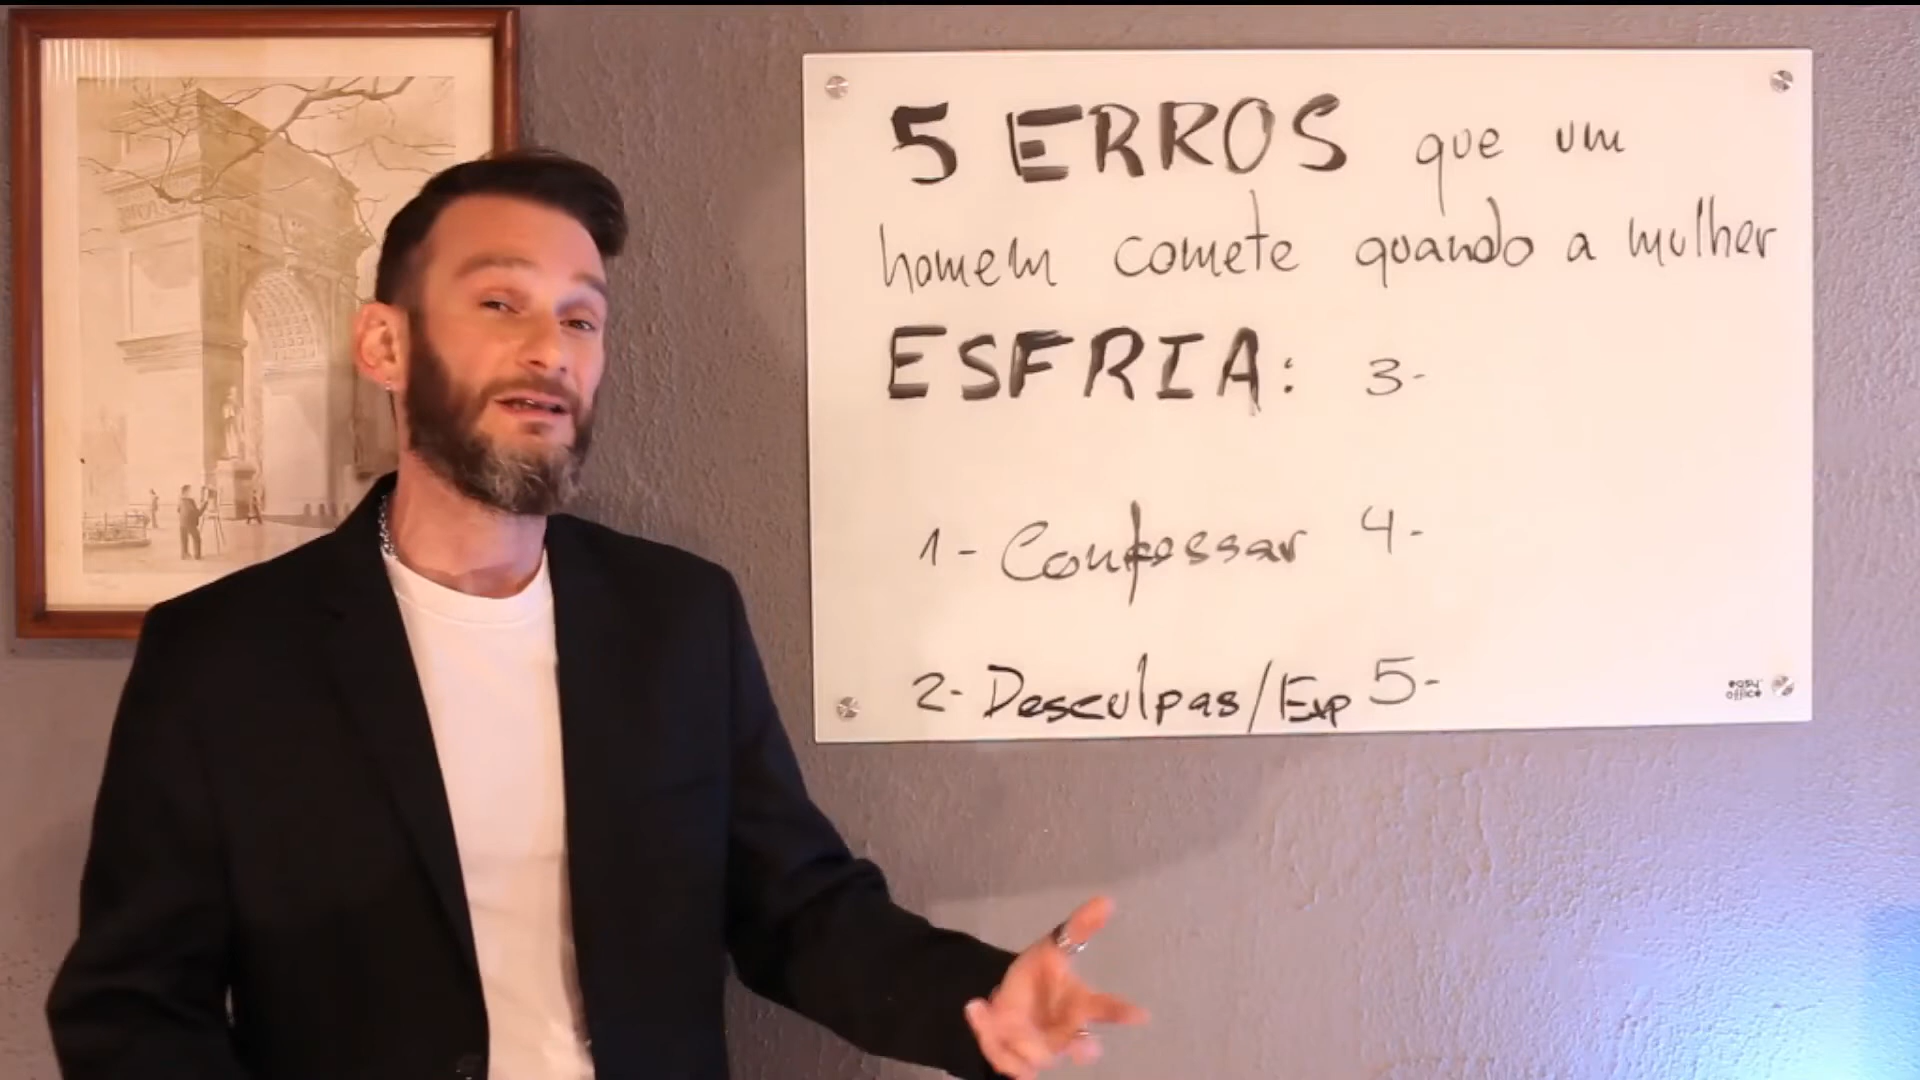 5 ERROS que um
homem comete quando a mulher
ESFRIA: 3-
1- Confessar 4-
2- Desculpas/Exp 5-
easy
office